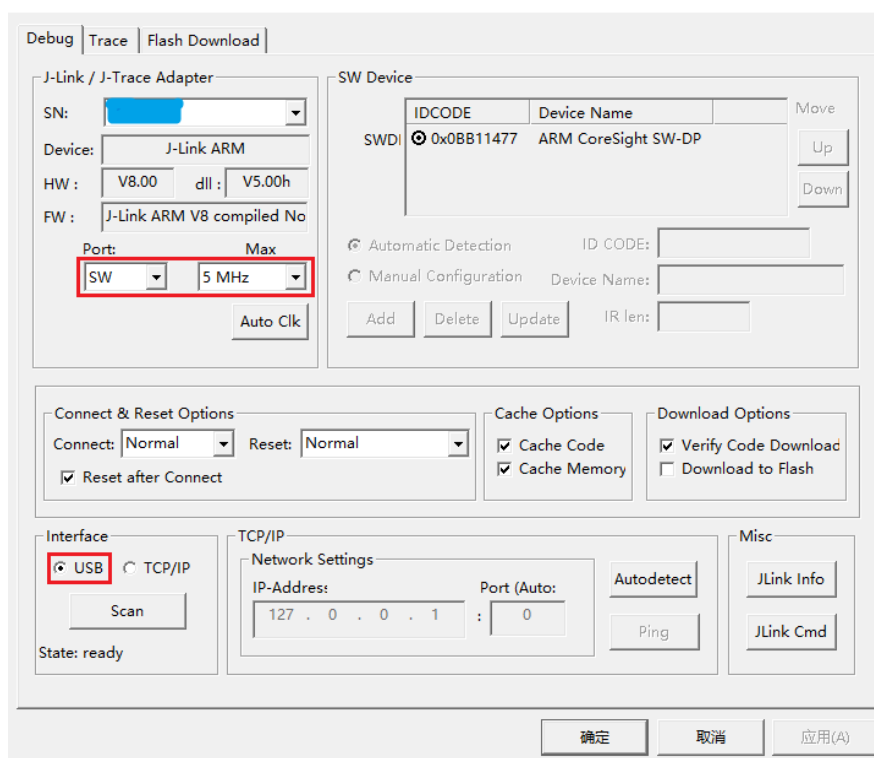 Debug Trace Flash Download
J-Link / J-Trace Adapter
SN:
Device: J-Link ARM
HW : V8.00 dll : V5.00h
FW : J-Link ARM V8 compiled No
Port: Max
SW 5 MHz
Auto Clk
SW Device
IDCODE Device Name Move
SWDI 0x0BB11477 ARM CoreSight SW-DP
Up
Down
Automatic Detection ID CODE:
Manual Configuration Device Name:
Add Delete Update IR len:
Connect & Reset Options
Connect: Normal Reset: Normal
Reset after Connect
Cache Options
Cache Code
Cache Memory
Download Options
Verify Code Download
Download to Flash
Interface
USB TCP/IP
Scan
State: ready
TCP/IP
Network Settings
IP-Address Port (Auto:
127 . 0 . 0 . 1 : 0
Autodetect
Ping
Misc
JLink Info
JLink Cmd
确定 取消 应用(A)